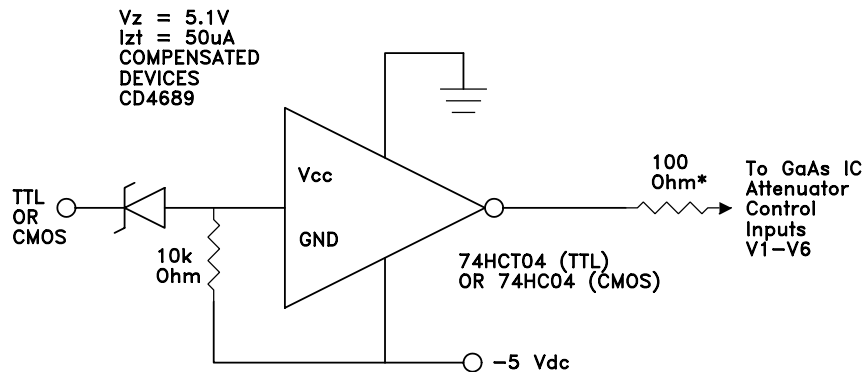 Vz = 5.1V
Izt = 50uA
COMPENSATED
DEVICES
CD4689
Vcc
GND
TTL
OR
CMOS
10k
Ohm
100
Ohm*
To GaAs IC
Attenuator
Control
Inputs
V1-V6
74HCT04 (TTL)
OR 74HC04 (CMOS)
-5 Vdc